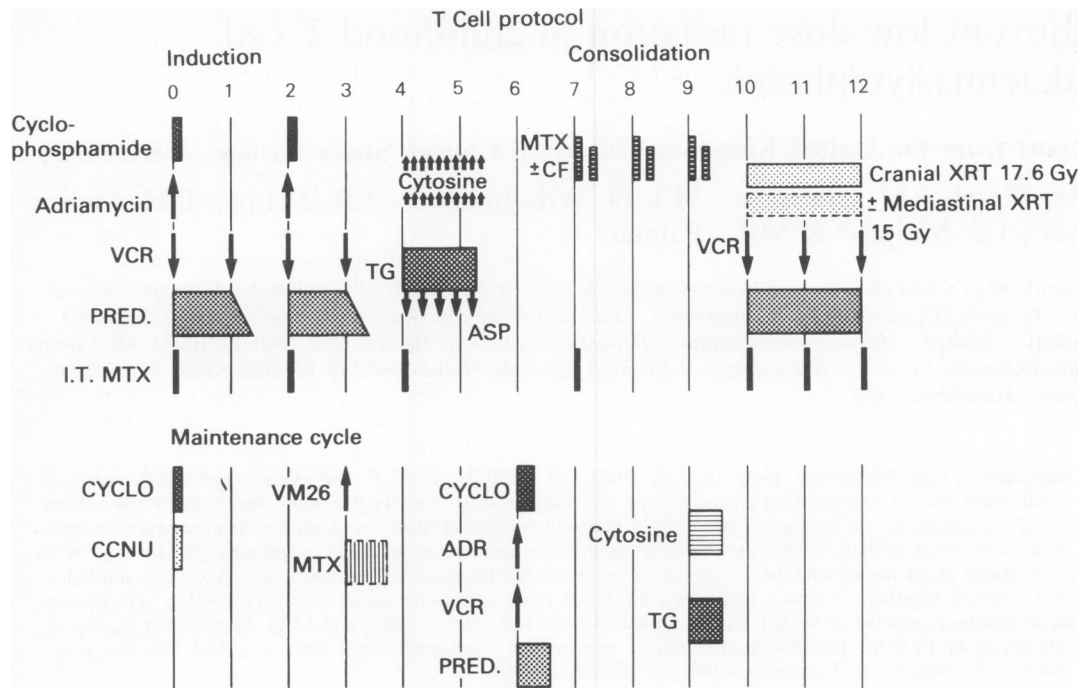 T Cell protocol
Induction
Consolidation
0 1 2 3 4 5 6 7 8 9 10 11 12
Cyclo-
phosphamide
MTX
±CF
Cytosine
Cranial XRT 17.6 Gy
Adriamycin
± Mediastinal XRT
15 Gy
VCR
VCR
TG
PRED.
ASP
I.T. MTX
Maintenance cycle
CYCLO
VM26
CYCLO
CCNU
MTX
ADR
Cytosine
VCR
TG
PRED.